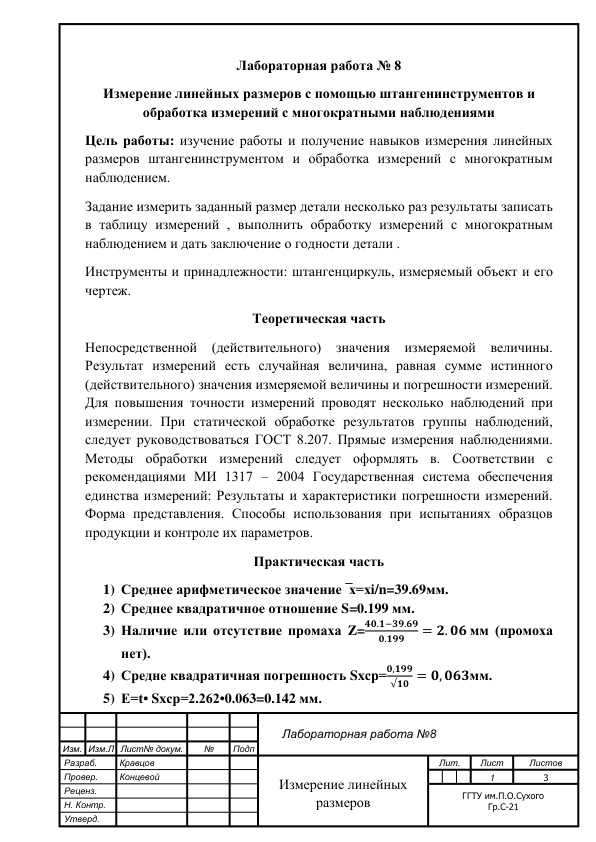 Лабораторная работа № 8
Измерение линейных размеров с помощью штангенинструментов и
обработка измерений с многократными наблюдениями
Цель работы: изучение работы и получение навыков измерения линейных
размеров штангенинструментом и обработка измерений с многократным
наблюдением.
Задание измерить заданный размер детали несколько раз результаты записать
в таблицу измерений , выполнить обработку измерений с многократным
наблюдением и дать заключение о годности детали .
Инструменты и принадлежности: штангенциркуль, измеряемый объект и его
чертеж.
Теоретическая часть
Непосредственной (действительного) значения измеряемой величины.
Результат измерений есть случайная величина, равная сумме истинного
(действительного) значения измеряемой величины и погрешности измерений.
Для повышения точности измерений проводят несколько наблюдений при
измерении. При статической обработке результатов группы наблюдений,
следует руководствоваться ГОСТ 8.207. Прямые измерения наблюдениями.
Методы обработки измерений следует оформлять в. Соответствии с
рекомендациями МИ 1317 – 2004 Государственная система обеспечения
единства измерений: Результаты и характеристики погрешности измерений.
Форма представления. Способы использования при испытаниях образцов
продукции и контроле их параметров.
Практическая часть
1) Среднее арифметическое значение ‾x=xi/n=39.69мм.
2) Среднее квадратичное отношение S=0.199 мм.
3) Наличие или отсутствие промаха Z=40.1−39.69/0.199 = 2.06 мм (промоха
нет).
4) Средне квадратичная погрешность Sxcp=0,199/√10 = 0,063мм.
5) E=t• Sxcp=2.262•0.063=0.142 мм.
Лабораторная работа №8
Изм. Изм.Л Лист№ докум. № Подп
Разраб. Кравцов
Провер. Концевой
Реценз.
Н. Контр.
Утверд.
Измерение линейных
размеров
Лит. Лист Листов
1 3
ГГТУ им.П.О.Сухого
Гр.С-21